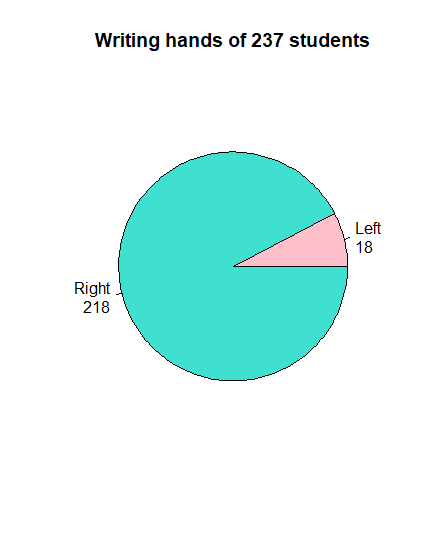 Writing hands of 237 students
Left
18
Right
218